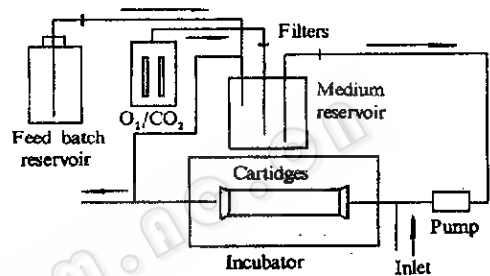 Filters
Medium
reservoir
O₂/CO₂
Feed batch
reservoir
Cartidges
Pump
Incubator
Inlet